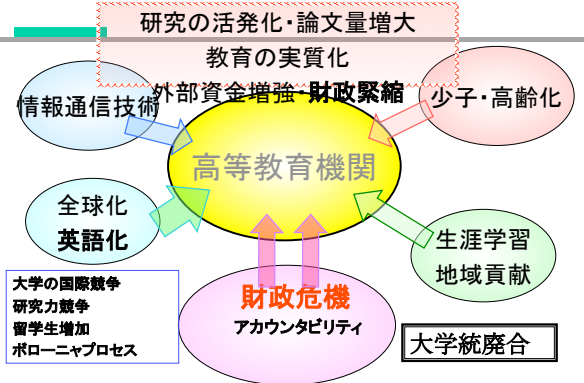 研究の活発化・論文量増大
教育の実質化
外部資金増強・財政緊縮
情報通信技術
少子・高齢化
高等教育機関
全球化
英語化
生涯学習
地域貢献
大学の国際競争
研究力競争
留学生増加
ボローニャプロセス
財政危機
アカウンタビリティ
大学統廃合